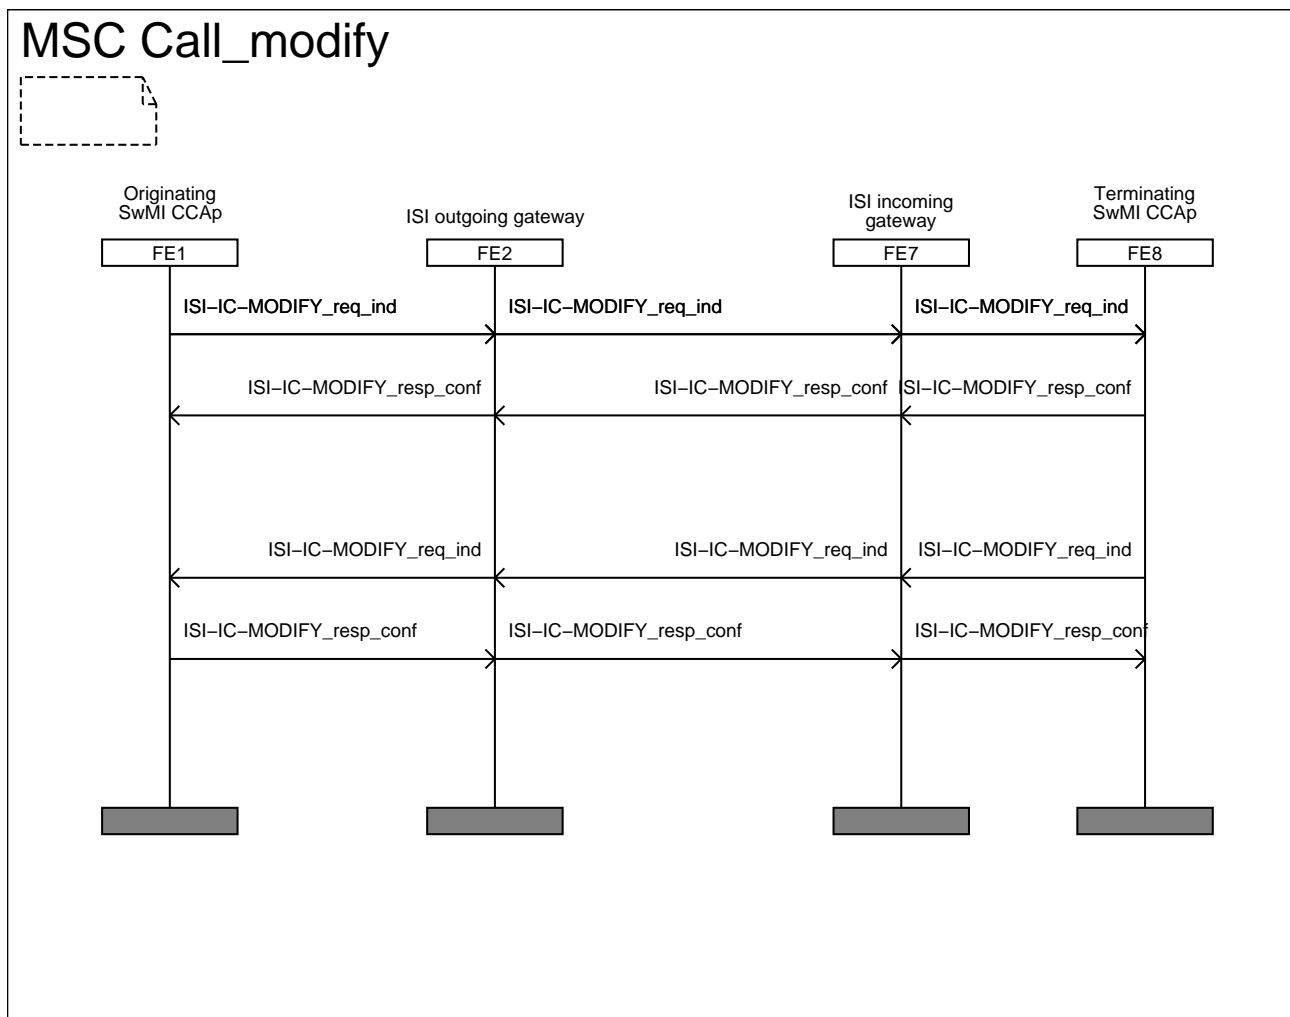 MSC Call_modify
Originating
SwMI CCAp
ISI outgoing gateway
ISI incoming
gateway
Terminating
SwMI CCAp
FE1
FE2
FE7
FE8
ISI–IC–MODIFY_req_ind
ISI–IC–MODIFY_req_ind
ISI–IC–MODIFY_req_ind
ISI–IC–MODIFY_resp_conf
ISI–IC–MODIFY_resp_conf
ISI–IC–MODIFY_resp_conf
ISI–IC–MODIFY_req_ind
ISI–IC–MODIFY_req_ind
ISI–IC–MODIFY_req_ind
ISI–IC–MODIFY_resp_conf
ISI–IC–MODIFY_resp_conf
ISI–IC–MODIFY_resp_conf